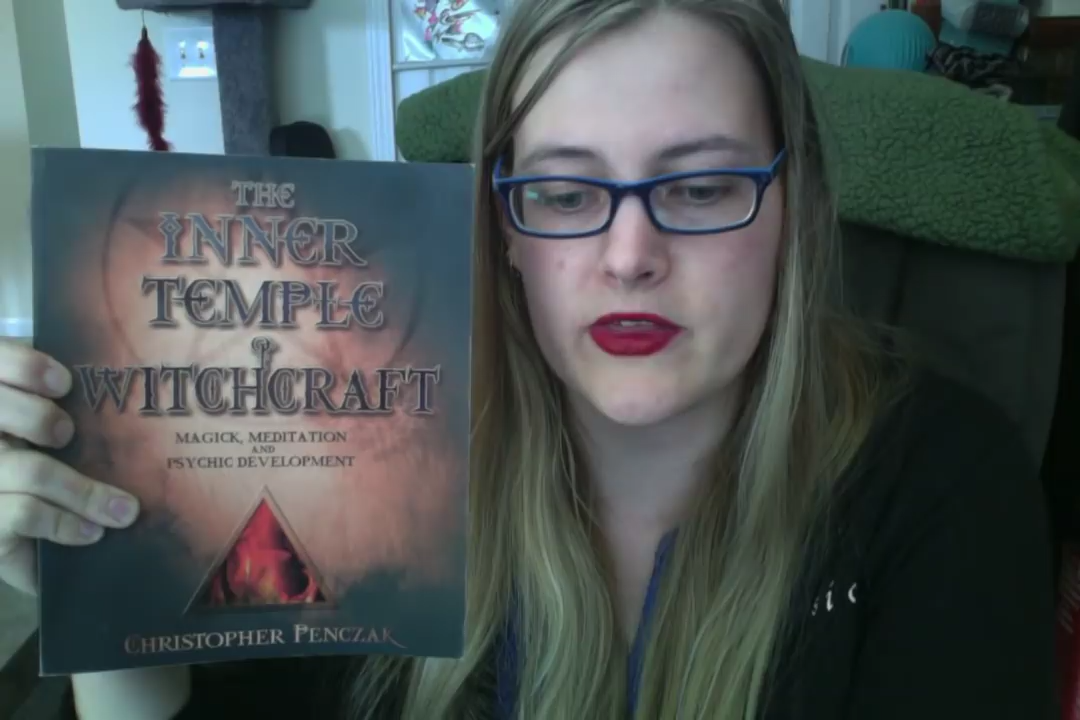 THE
INNER
TEMPLE
of
WITCHCRAFT
MAGICK, MEDITATION
AND
PSYCHIC DEVELOPMENT
CHRISTOPHER PENCZAK